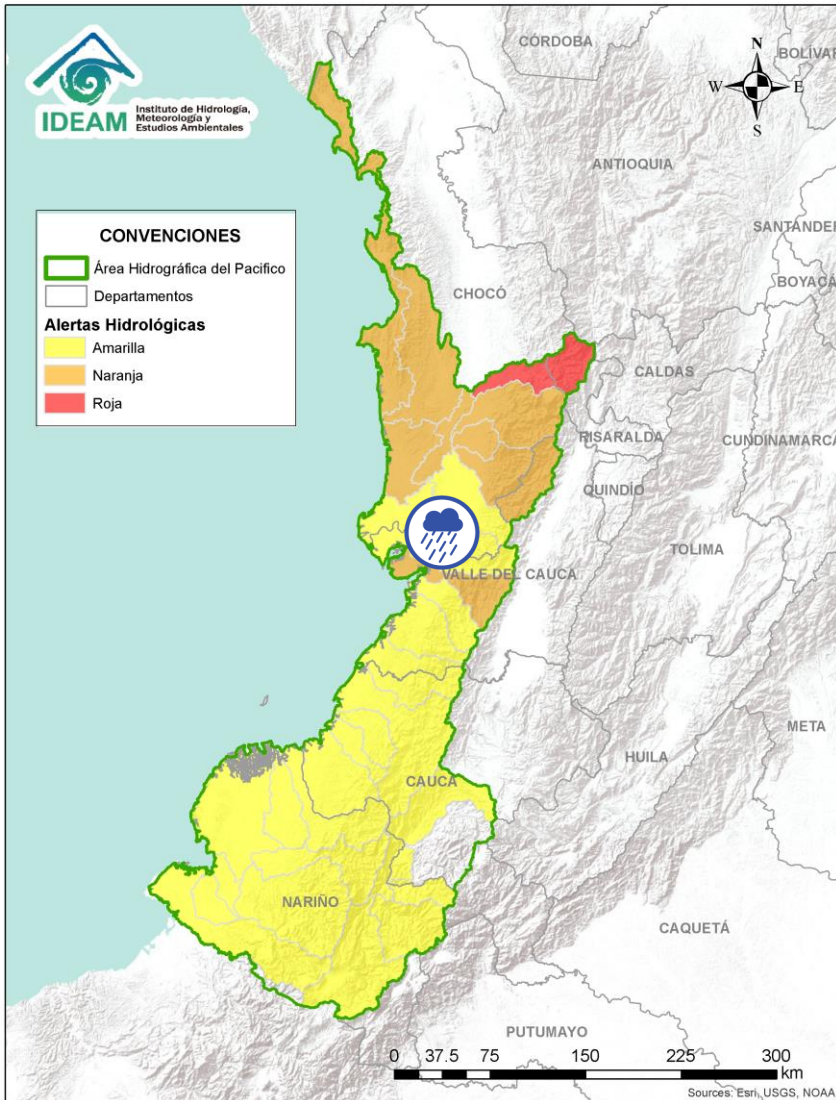 IDEAM
Instituto de Hidrología,
Meteorología y
Estudios Ambientales
CÓRDOBA
BOLÍVAR
N
W
E
S
ANTIOQUIA
SANTANDER
BOYACÁ
CONVENCIONES
Área Hidrográfica del Pacifico
Departamentos
Alertas Hidrológicas
Amarilla
Naranja
Roja
CHOCÓ
CALDAS
RISARALDA
CUNDINAMARCA
QUINDÍO
TOLIMA
VALLE DEL CAUCA
META
HUILA
CAUCA
NARIÑO
CAQUETÁ
PUTUMAYO
0 37.5 75 150 225 300
km
Sources: Esri, USGS, NOAA